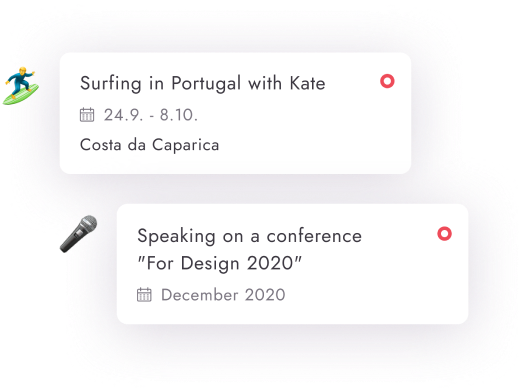 Surfing in Portugal with Kate
24.9. - 8.10.
Costa da Caparica
Speaking on a conference
"For Design 2020"
December 2020